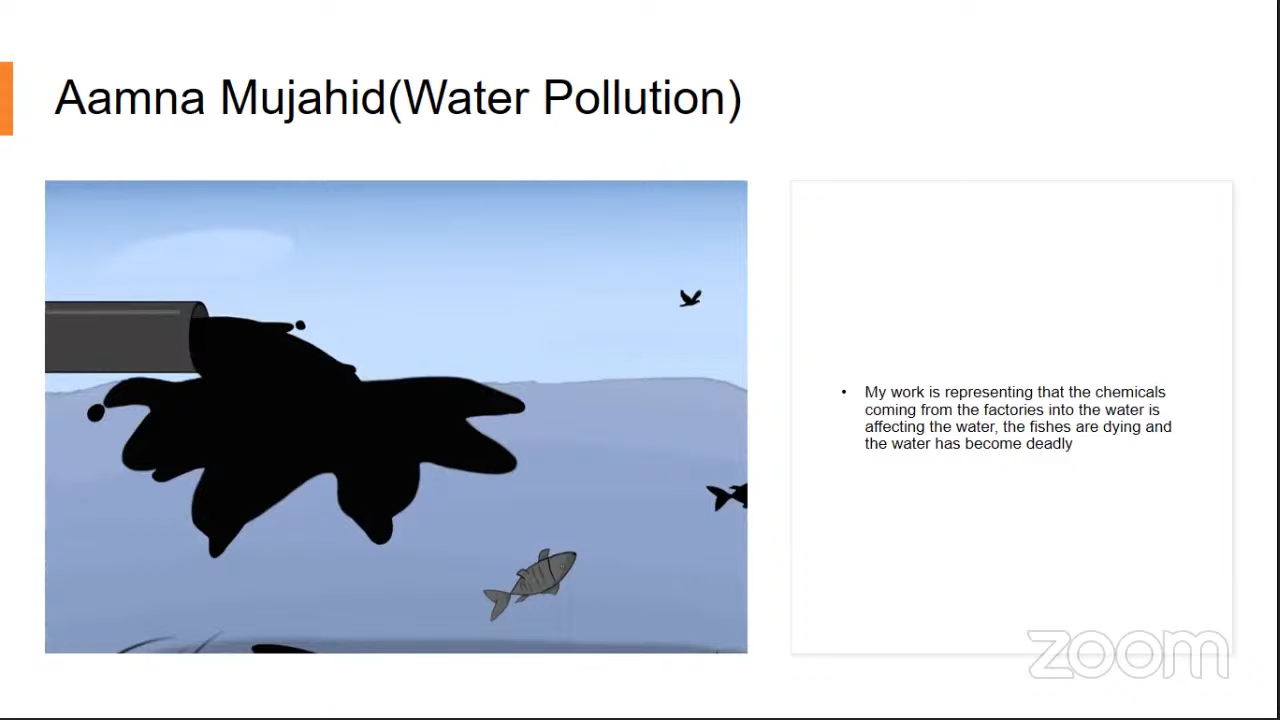 Aamna Mujahid(Water Pollution)
• My work is representing that the chemicals
coming from the factories into the water is
affecting the water, the fishes are dying and
the water has become deadly
zoom